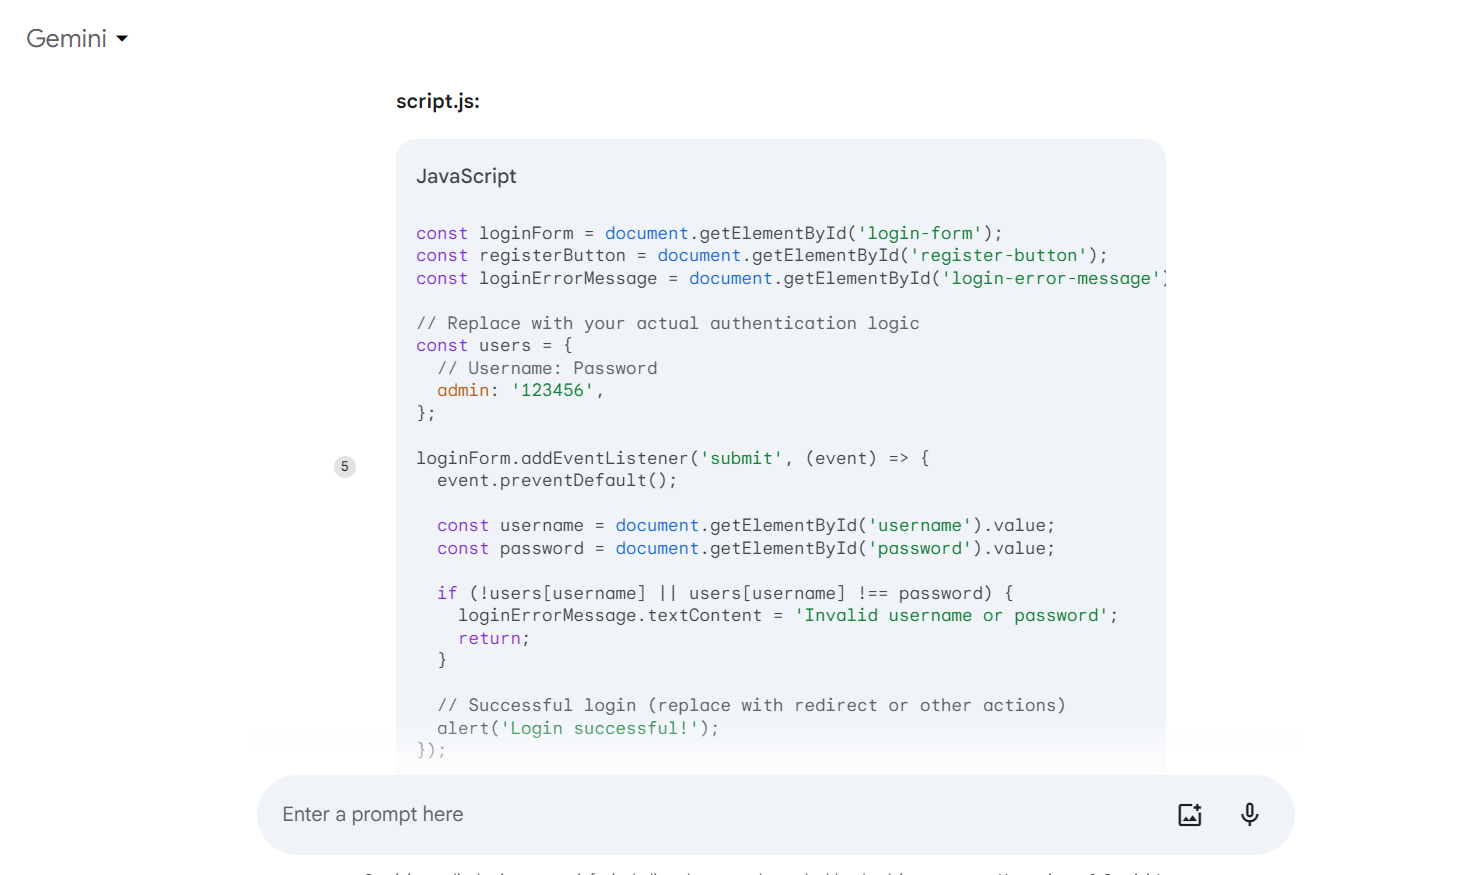 Gemini
script.js:
JavaScript
const loginForm = document.getElementById('login-form');
const registerButton = document.getElementById('register-button');
const loginErrorMessage = document.getElementById('login-error-message')
// Replace with your actual authentication logic
const users = {
  // Username: Password
  admin: '123456',
};
loginForm.addEventListener('submit', (event) => {
5
  event.preventDefault();
  const username = document.getElementById('username').value;
  const password = document.getElementById('password').value;
  if (!users[username] || users[username] !== password) {
    loginErrorMessage.textContent = 'Invalid username or password';
    return;
  }
  // Successful login (replace with redirect or other actions)
  alert('Login successful!');
});
Enter a prompt here